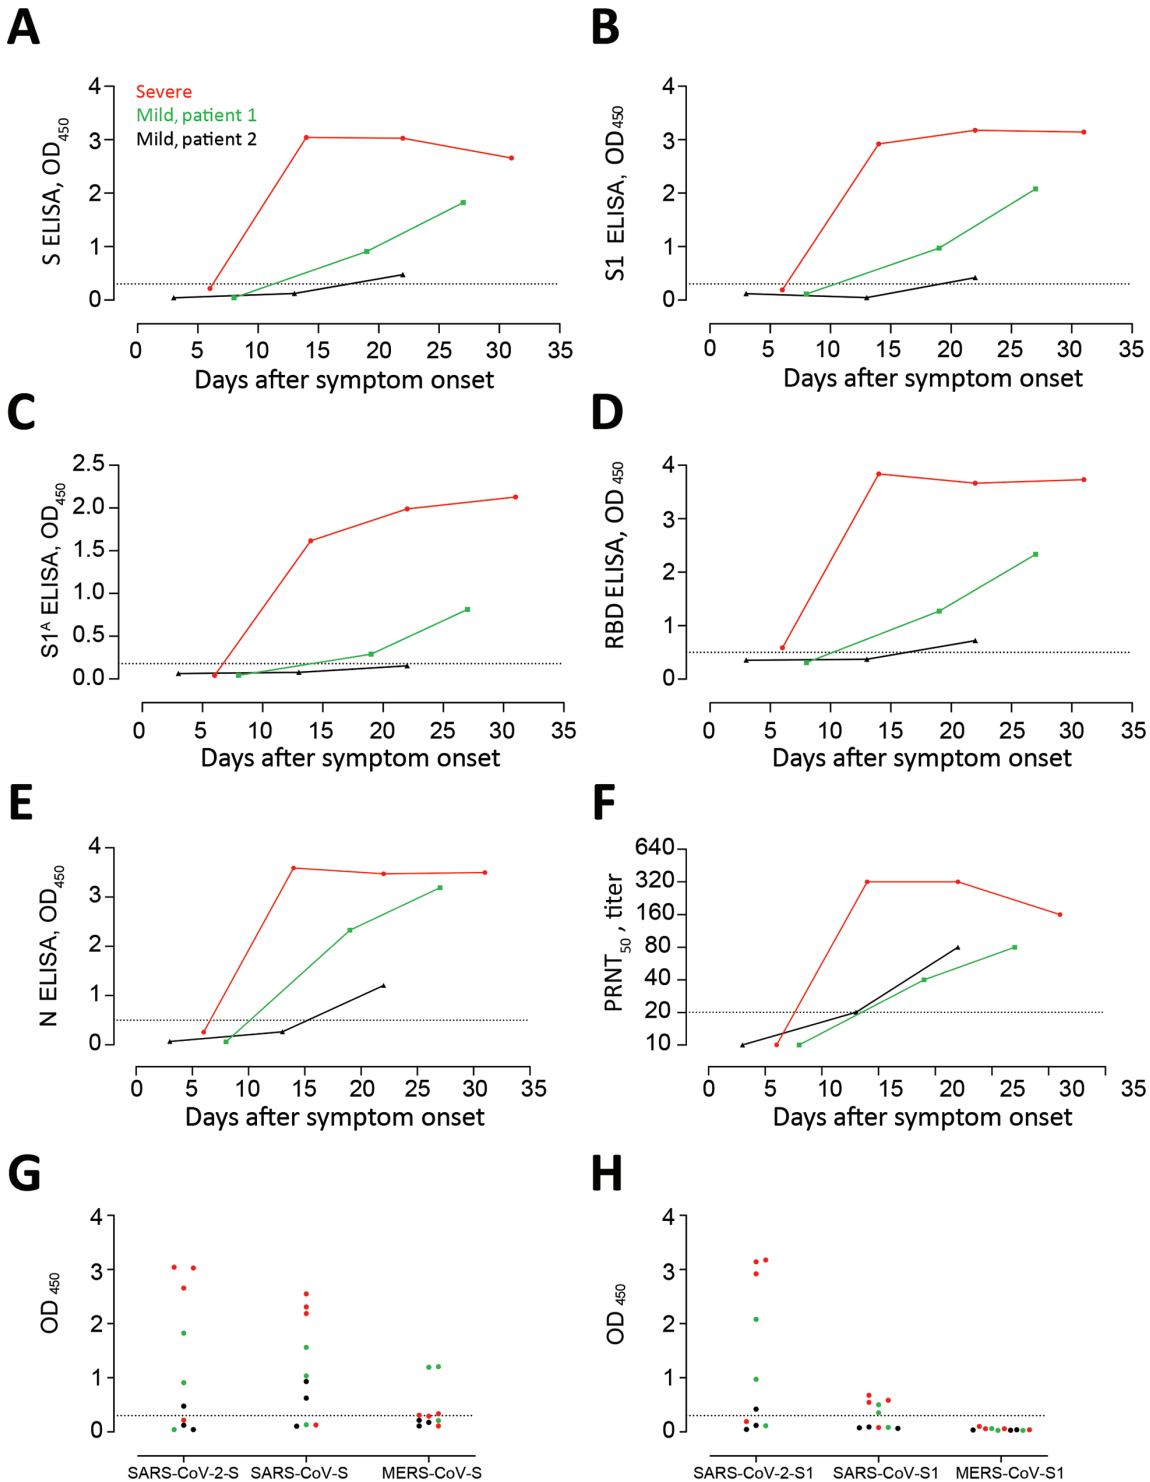 A
4
3
2
1
0
S ELISA, OD450
Severe
Mild, patient 1
Mild, patient 2
0 5 10 15 20 25 30 35
Days after symptom onset
B
4
3
2
1
0
S1 ELISA, OD450
0 5 10 15 20 25 30 35
Days after symptom onset
C
2.5
2.0
1.5
1.0
0.5
0.0
S1A ELISA, OD450
0 5 10 15 20 25 30 35
Days after symptom onset
D
4
3
2
1
0
RBD ELISA, OD 450
0 5 10 15 20 25 30 35
Days after symptom onset
E
4
3
2
1
0
N ELISA, OD450
0 5 10 15 20 25 30 35
Days after symptom onset
F
640
320
160
80
40
20
10
PRNT50 , titer
0 5 10 15 20 25 30 35
Days after symptom onset
G
4
3
2
1
0
OD 450
SARS-CoV-2-S SARS-CoV-S MERS-CoV-S
H
4
3
2
1
0
OD 450
SARS-CoV-2-S1 SARS-CoV-S1 MERS-CoV-S1